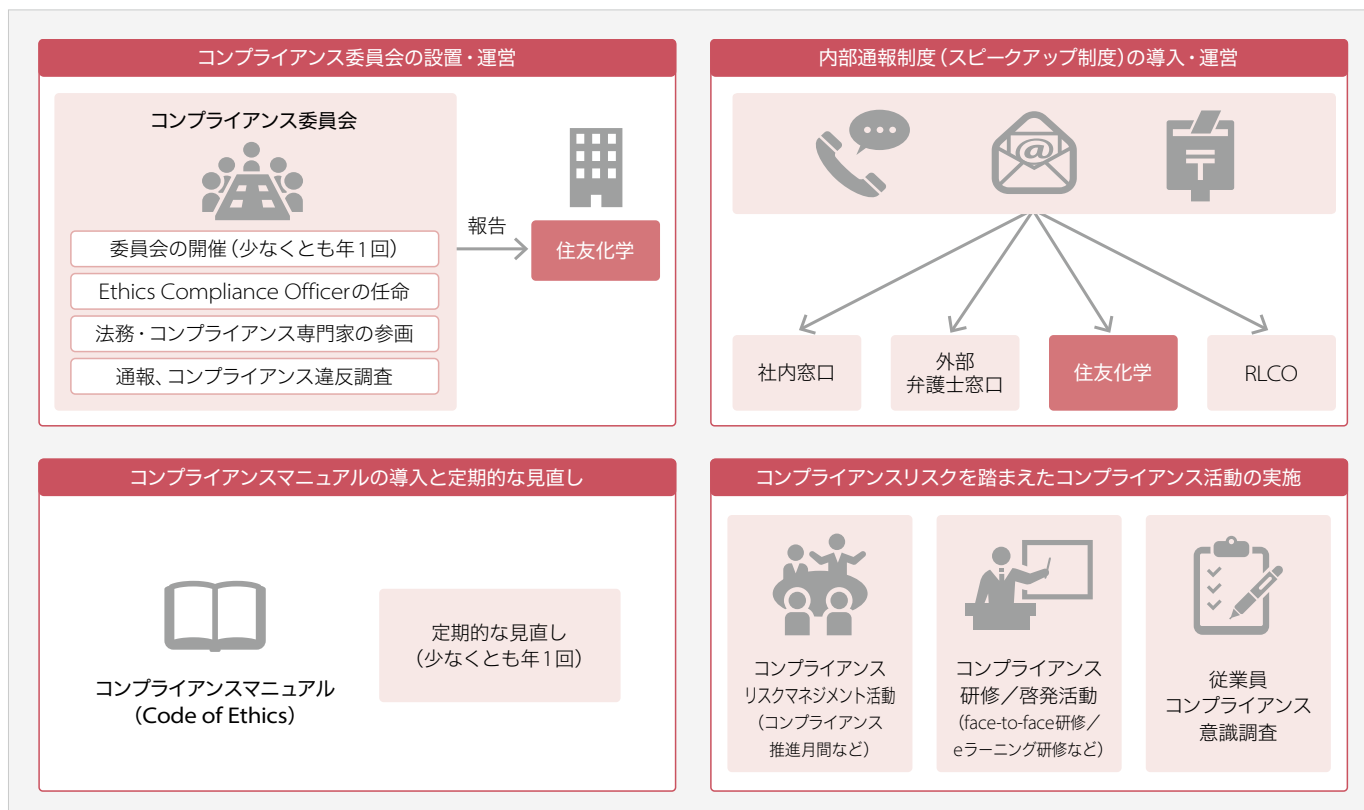 コンプライアンス委員会の設置・運営
コンプライアンス委員会
委員会の開催（少なくとも年1回）
Ethics Compliance Officerの任命
法務・コンプライアンス専門家の参画
通報、コンプライアンス違反調査
報告
住友化学
内部通報制度（スピークアップ制度）の導入・運営
@
〒
社内窓口
外部
弁護士窓口
住友化学
RLCO
コンプライアンスマニュアルの導入と定期的な見直し
コンプライアンスマニュアル
（Code of Ethics）
定期的な見直し
（少なくとも年1回）
コンプライアンスリスクを踏まえたコンプライアンス活動の実施
コンプライアンス
リスクマネジメント活動
（コンプライアンス
推進月間など）
コンプライアンス
研修／啓発活動
（face-to-face研修／
eラーニング研修など）
従業員
コンプライアンス
意識調査